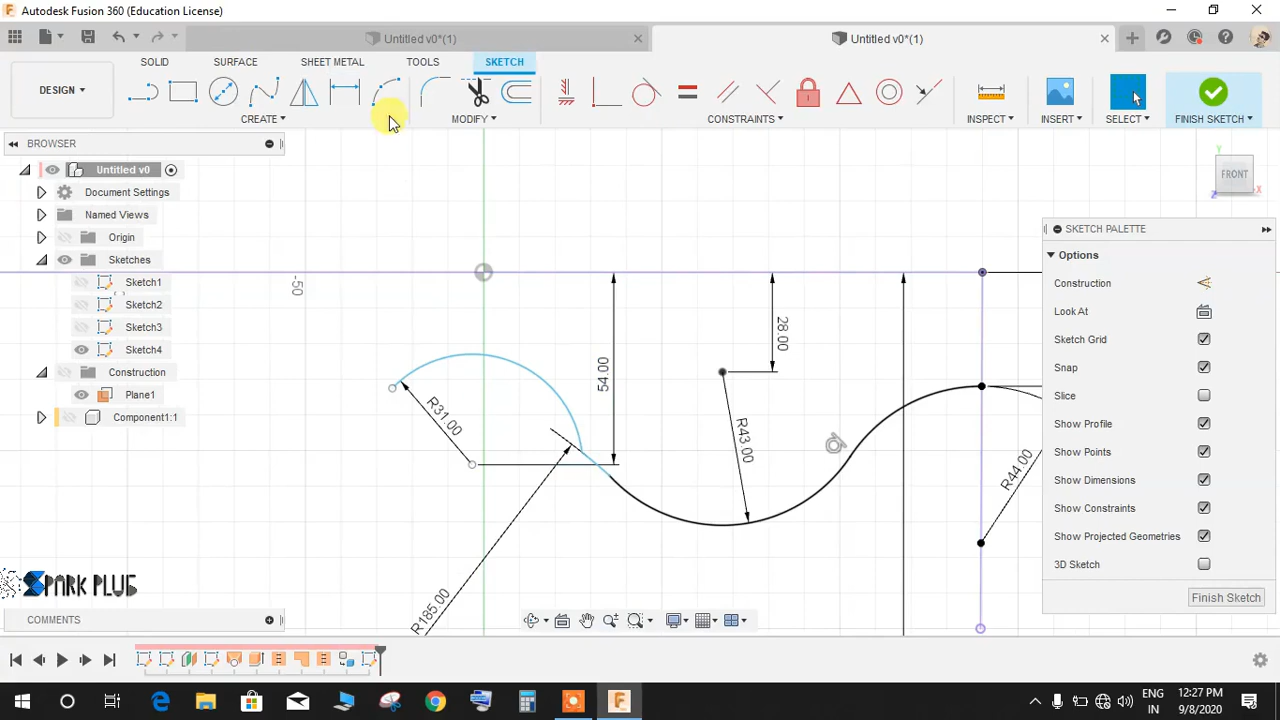 Autodesk Fusion 360 (Education License)
Untitled v0*(1)
Untitled v0*(1)
SOLID
SURFACE
SHEET METAL
TOOLS
SKETCH
DESIGN
CREATE
MODIFY
CONSTRAINTS
INSPECT
INSERT
SELECT
FINISH SKETCH
BROWSER
Untitled v0
Document Settings
Named Views
Origin
Sketches
Sketch1
Sketch2
Sketch3
Sketch4
Construction
Plane1
Component1:1
-50
R31.00
54.00
28.00
R43.00
R44.00
R185.00
Y
FRONT
X
Z
SKETCH PALETTE
Options
Construction
Look At
Sketch Grid
Snap
Slice
Show Profile
Show Points
Show Dimensions
Show Constraints
Show Projected Geometries
3D Sketch
Finish Sketch
SPARK PLUG
COMMENTS
ENG
IN
12:27 PM
9/8/2020